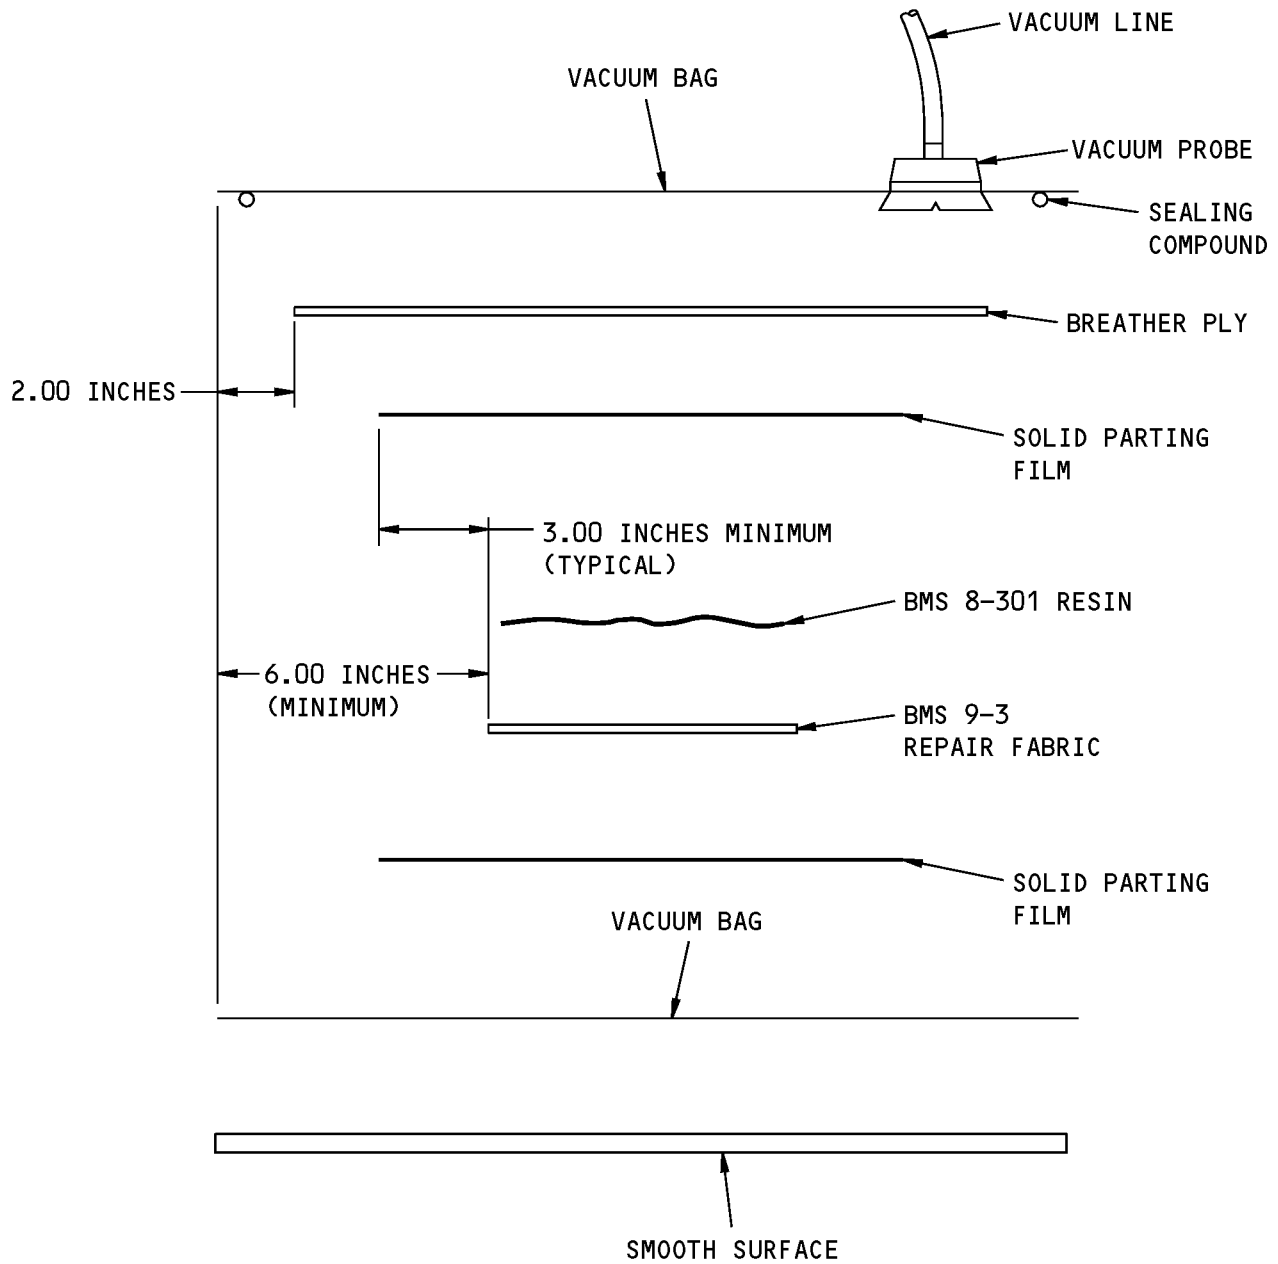 VACUUM LINE
VACUUM BAG
VACUUM PROBE
SEALING
COMPOUND
BREATHER PLY
2.00 INCHES
SOLID PARTING
FILM
3.00 INCHES MINIMUM
(TYPICAL)
BMS 8-301 RESIN
6.00 INCHES
(MINIMUM)
BMS 9-3
REPAIR FABRIC
SOLID PARTING
FILM
VACUUM BAG
SMOOTH SURFACE